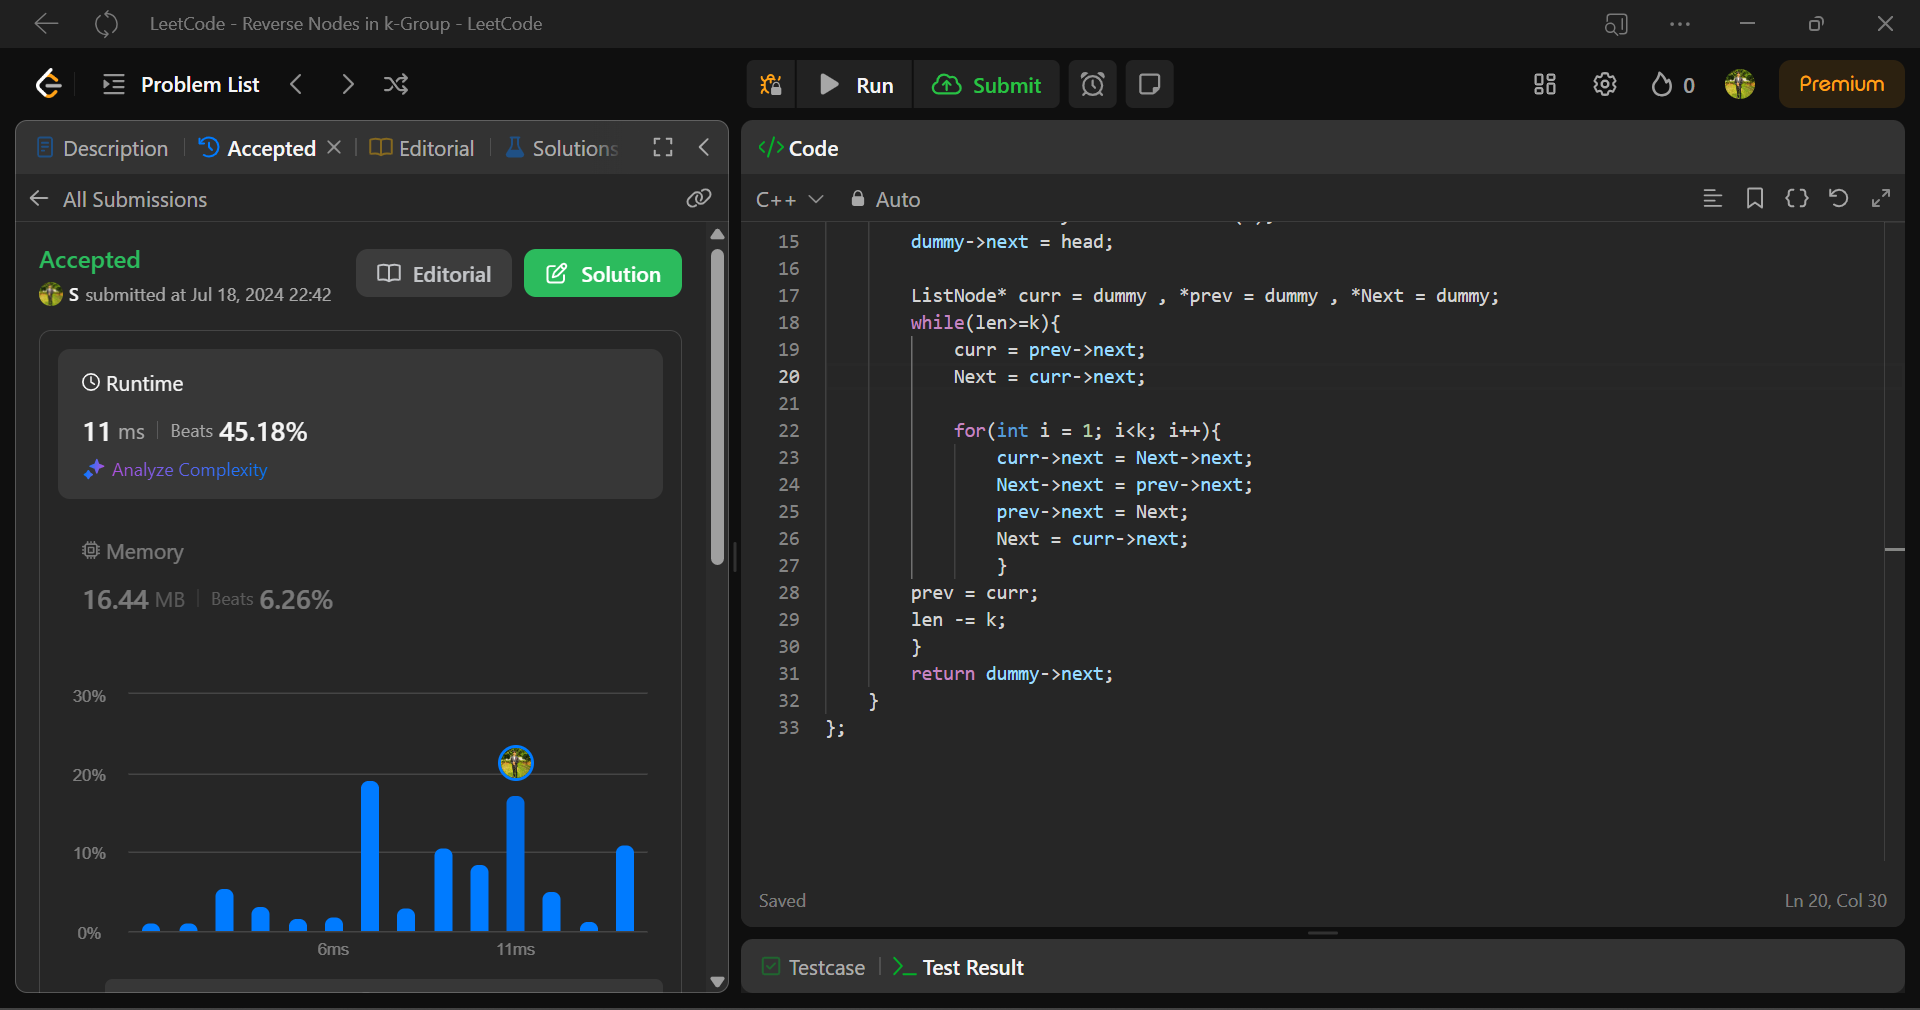 LeetCode - Reverse Nodes in k-Group - LeetCode
Problem List
Run
Submit
0
Premium
Description
Accepted
Editorial
Solutions
All Submissions
Accepted
S submitted at Jul 18, 2024 22:42
Editorial
Solution
Runtime
11 ms | Beats 45.18%
Analyze Complexity
Memory
16.44 MB | Beats 6.26%
30%
20%
10%
0%
6ms
11ms
</> Code
C++
Auto
15 dummy->next = head;
16
17 ListNode* curr = dummy , *prev = dummy , *Next = dummy;
18 while(len>=k){
19 curr = prev->next;
20 Next = curr->next;
21
22 for(int i = 1; i<k; i++){
23 curr->next = Next->next;
24 Next->next = prev->next;
25 prev->next = Next;
26 Next = curr->next;
27 }
28 prev = curr;
29 len -= k;
30 }
31 return dummy->next;
32 }
33 };
Saved
Ln 20, Col 30
Testcase
>_ Test Result